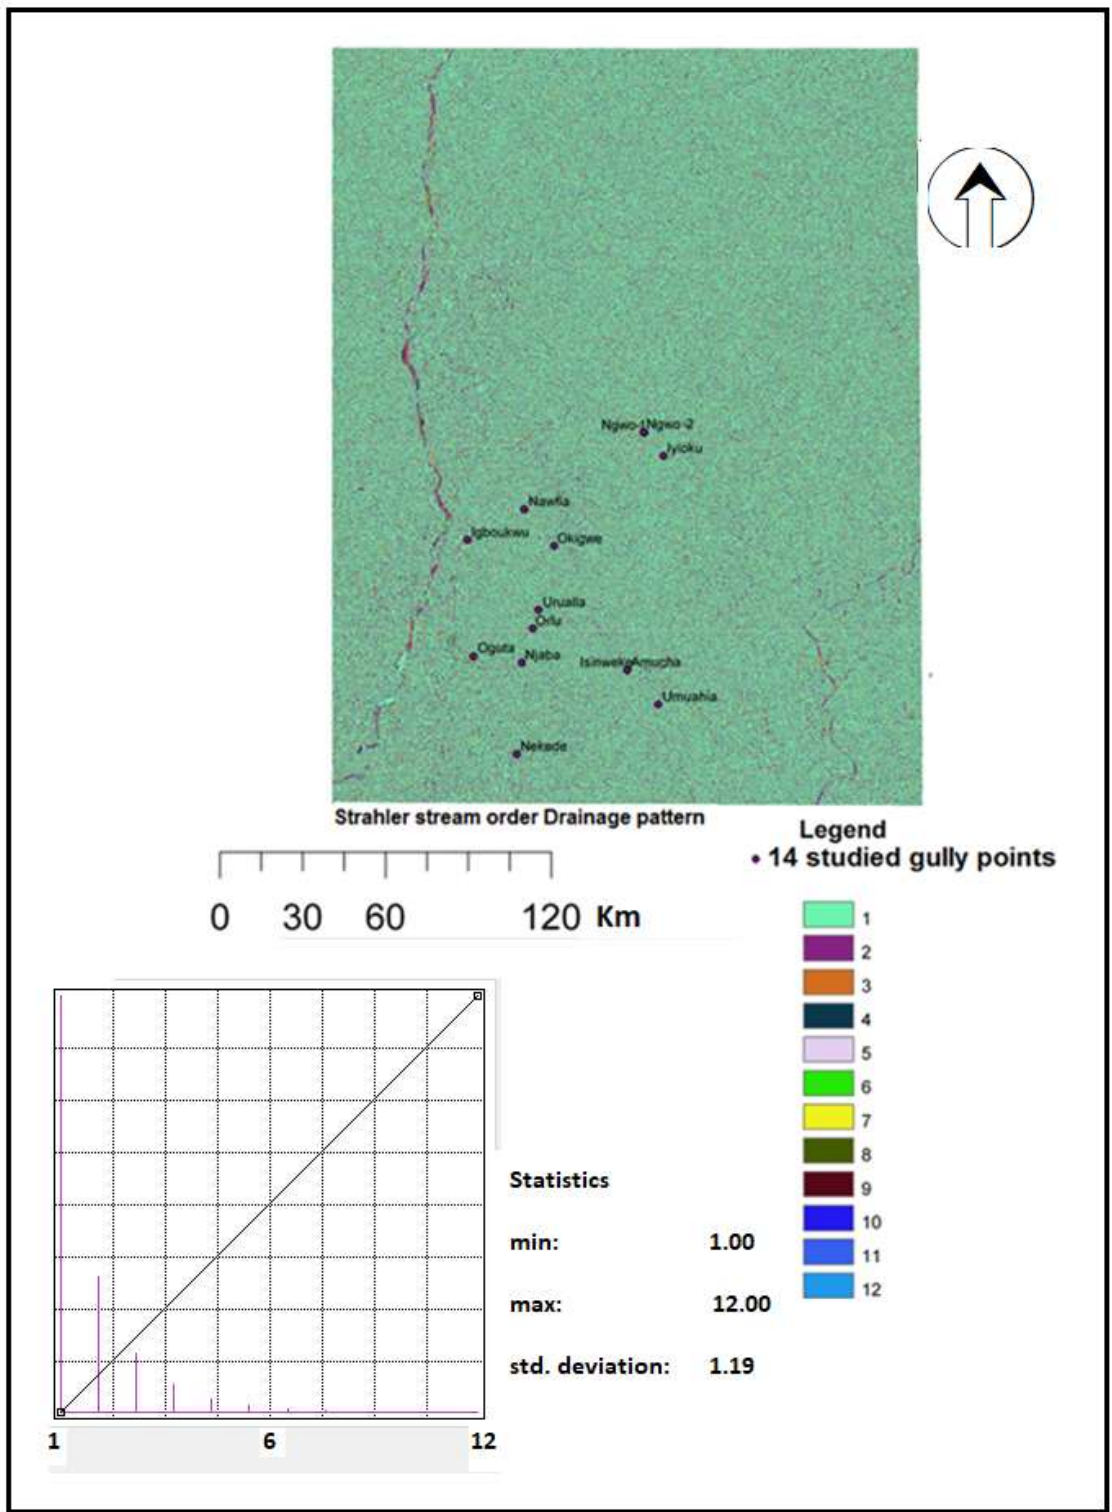 Ngwo-1Ngwo-2
Iyioku
Nawfia
Igboukwu
Okigwe
Urualla
Orlu
Oguta
Njaba
IsinwekeAmucha
Umuahia
Nekede
Strahler stream order Drainage pattern
Legend
14 studied gully points
0 30 60 120 Km
1
2
3
4
5
6
7
8
9
10
11
12
Statistics
min: 1.00
max: 12.00
std. deviation: 1.19
1 6 12